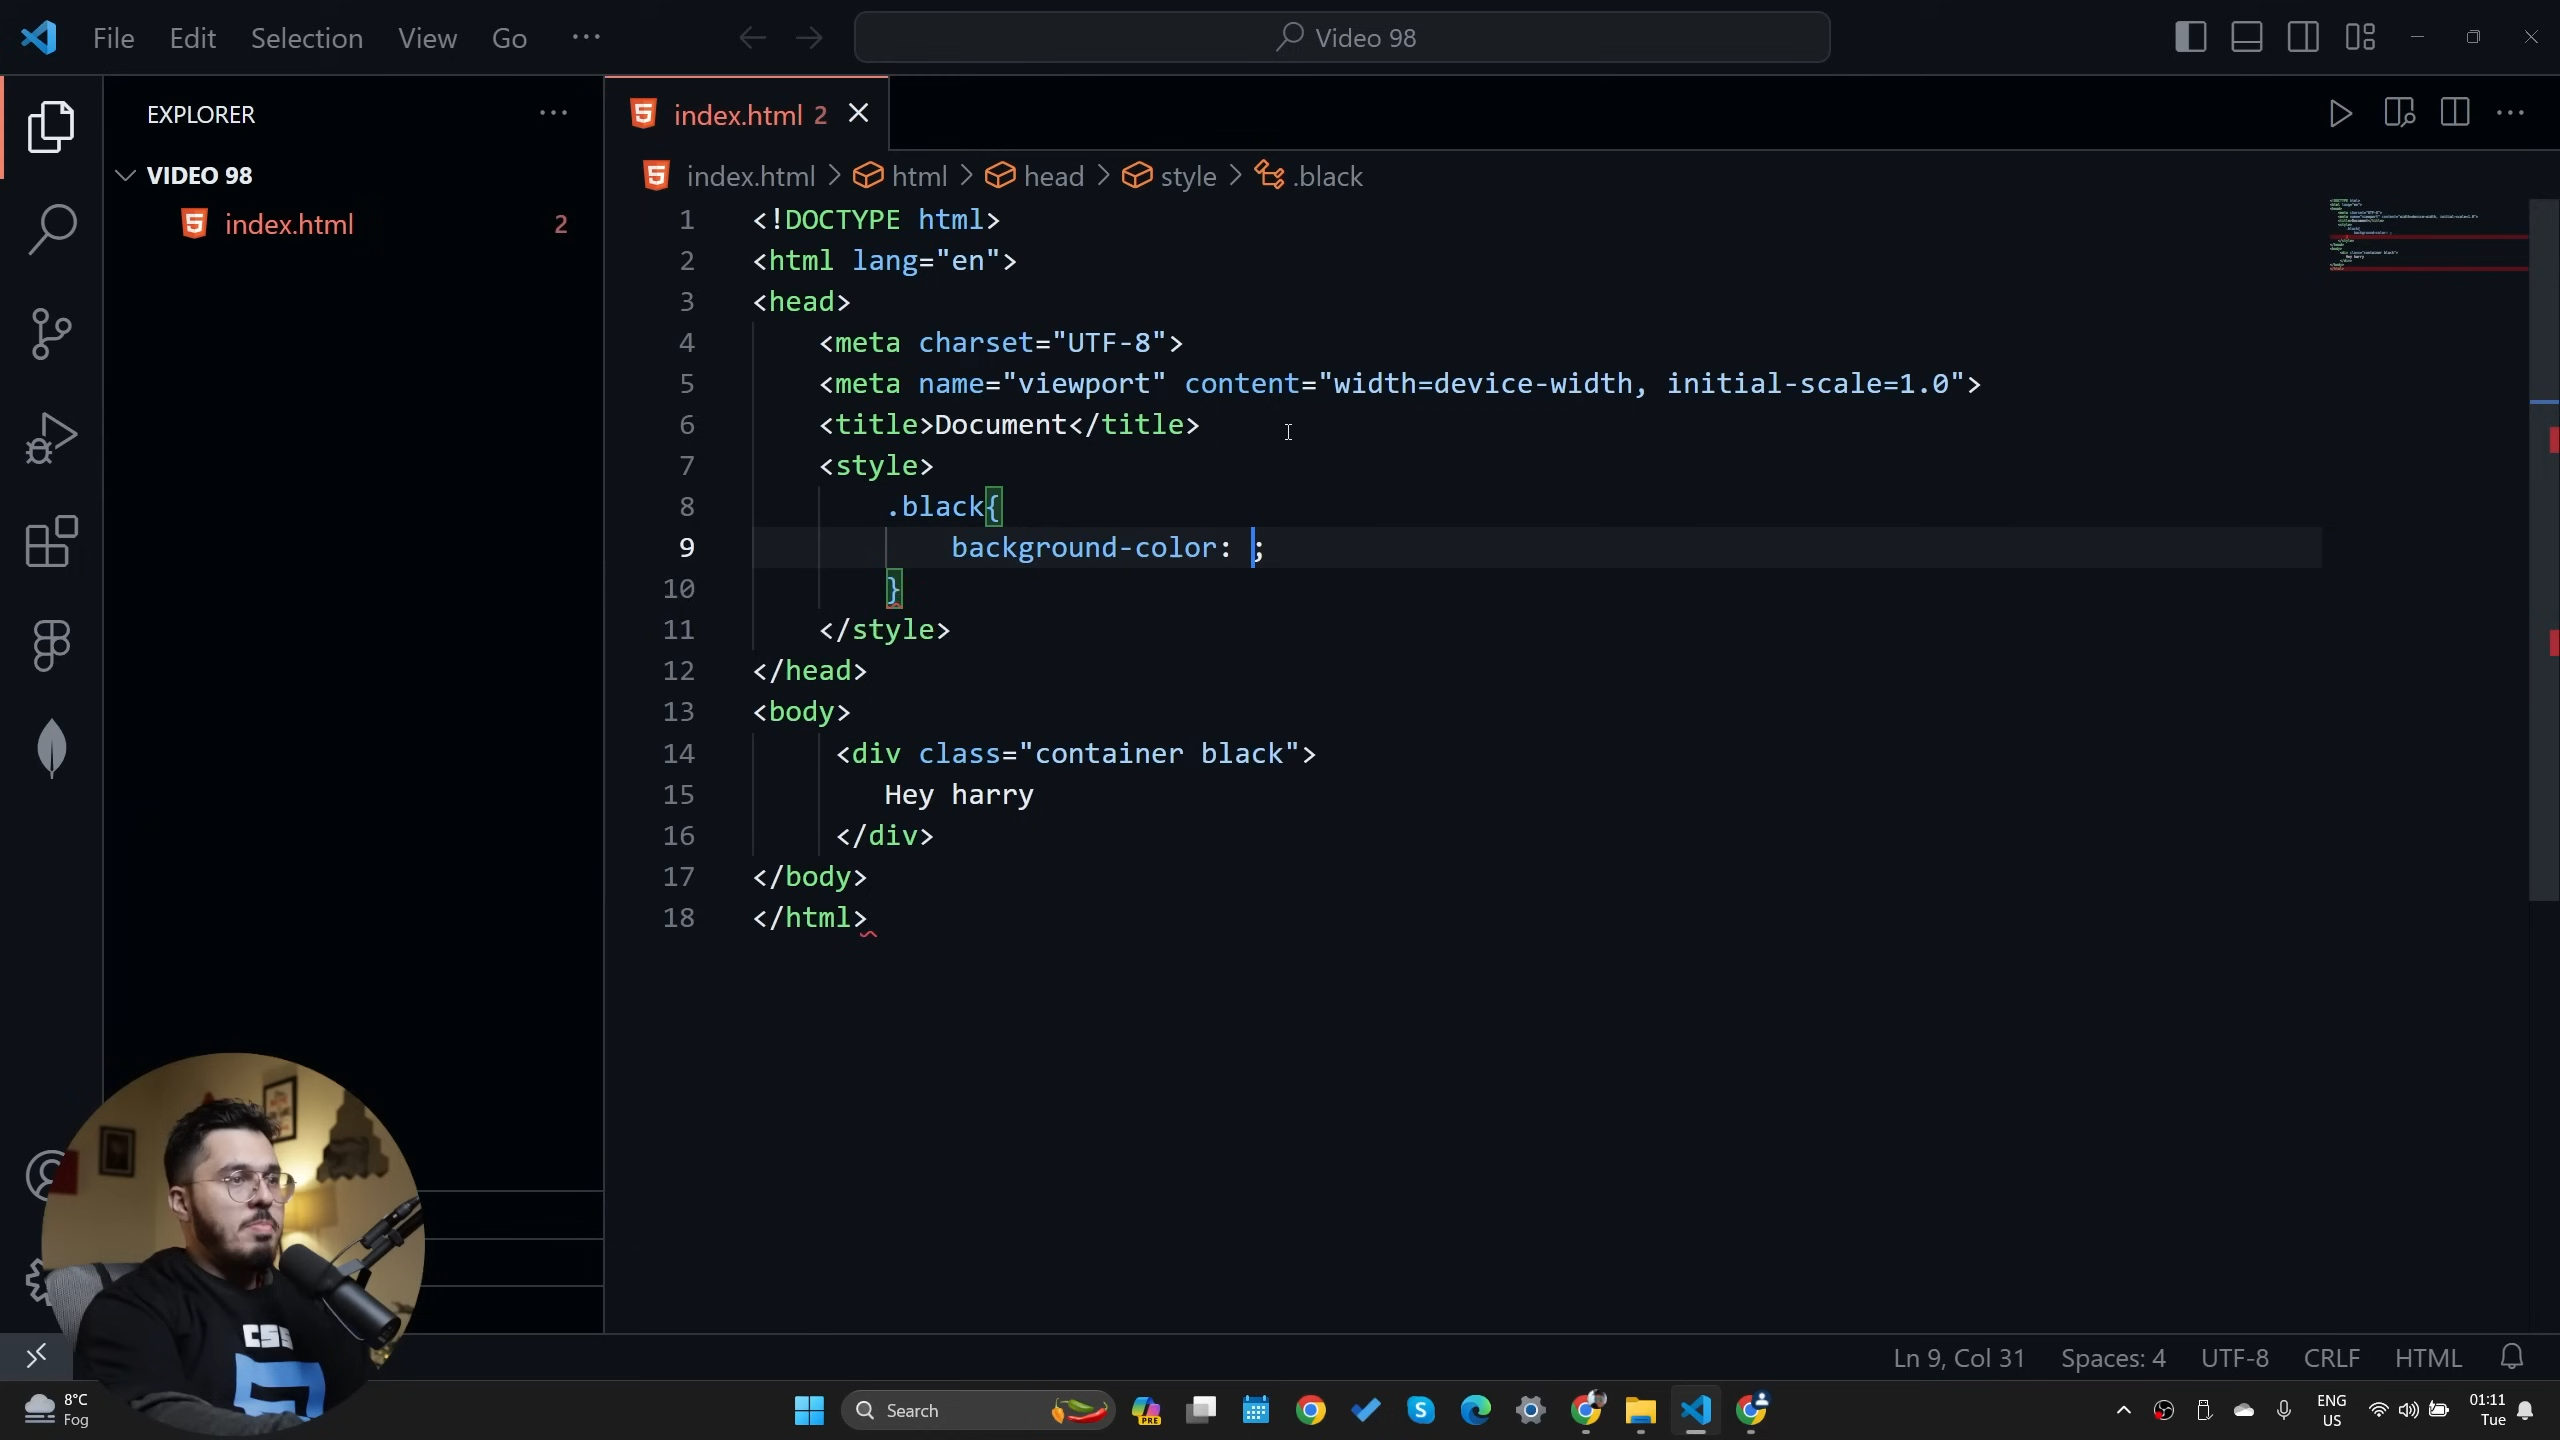 File Edit Selection View Go ··· Video 98
EXPLORER ···
VIDEO 98
index.html 2
index.html 2
index.html > html > head > style > .black
1 <!DOCTYPE html>
2 <html lang="en">
3 <head>
4 <meta charset="UTF-8">
5 <meta name="viewport" content="width=device-width, initial-scale=1.0">
6 <title>Document</title>
7 <style>
8 .black{
9 background-color: ;
10 }
11 </style>
12 </head>
13 <body>
14 <div class="container black">
15 Hey harry
16 </div>
17 </body>
18 </html>
CSS
Ln 9, Col 31 Spaces: 4 UTF-8 CRLF HTML
8°C
Fog
Search
PRE
ENG
US
01:11
Tue